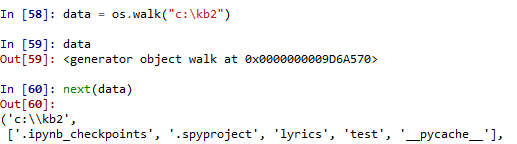 In [58]: data = os.walk("c:\kb2")
In [59]: data
Out[59]: <generator object walk at 0x0000000009D6A570>
In [60]: next(data)
Out[60]:
('c:\\kb2',
 ['.ipynb_checkpoints', '.spyproject', 'lyrics', 'test', '__pycache__'],